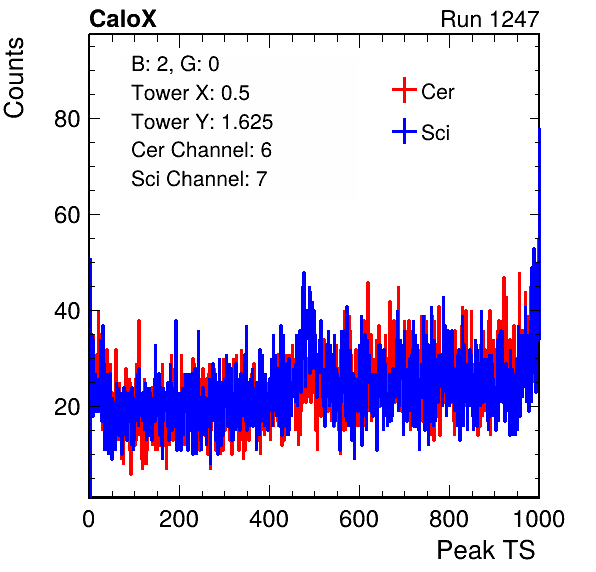 CaloX
Run 1247
Counts
B: 2, G: 0
Tower X: 0.5
Tower Y: 1.625
Cer Channel: 6
Sci Channel: 7
Cer
Sci
80
60
40
20
0 200 400 600 800 1000
Peak TS